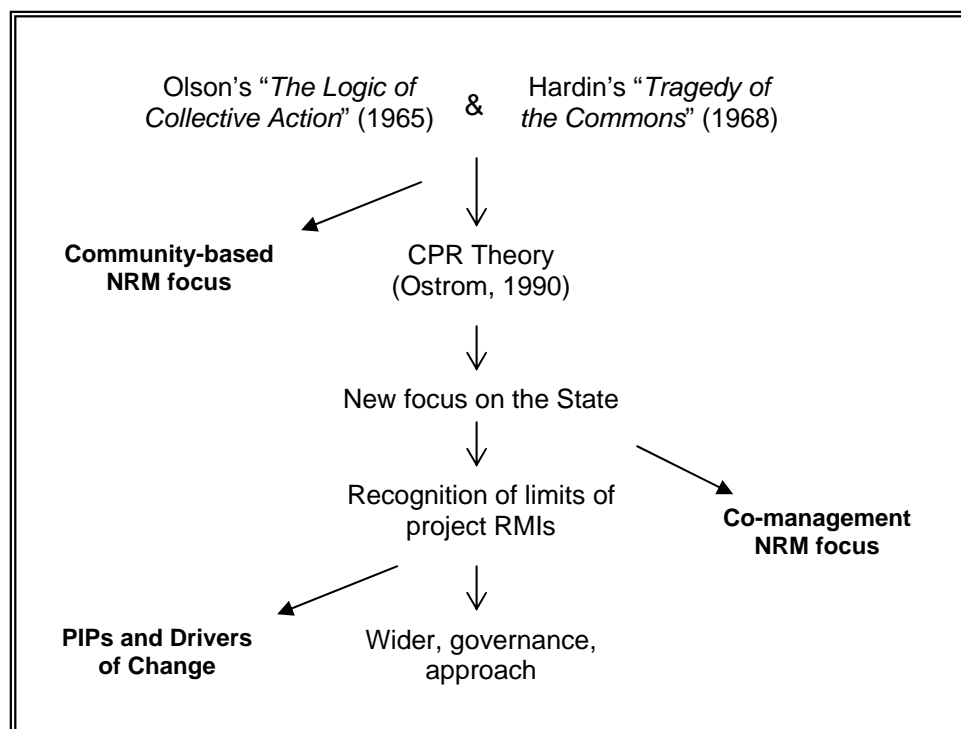 Olson's "The Logic of
Collective Action" (1965)
&
Hardin's "Tragedy of
the Commons" (1968)
Community-based
NRM focus
CPR Theory
(Ostrom, 1990)
New focus on the State
Recognition of limits of
project RMIs
Co-management
NRM focus
PIPs and Drivers
of Change
Wider, governance,
approach